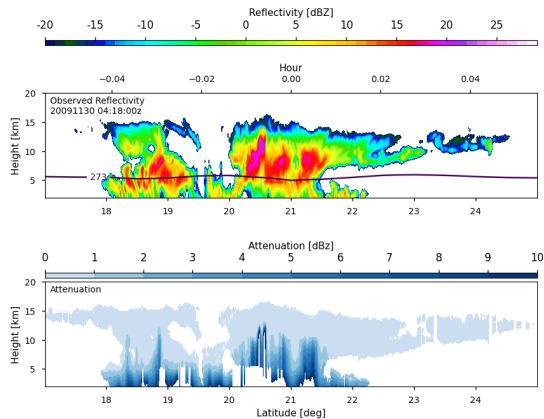 Reflectivity [dBZ]
-20 -15 -10 -5 0 5 10 15 20 25
Hour
−0.04 −0.02 0.00 0.02 0.04
Observed Reflectivity
20091130 04:18:00z
Height [km]
20
15
10
5
273
18 19 20 21 22 23 24
Attenuation [dBz]
0 1 2 3 4 5 6 7 8 9 10
Attenuation
Height [km]
20
15
10
5
18 19 20 21 22 23 24
Latitude [deg]